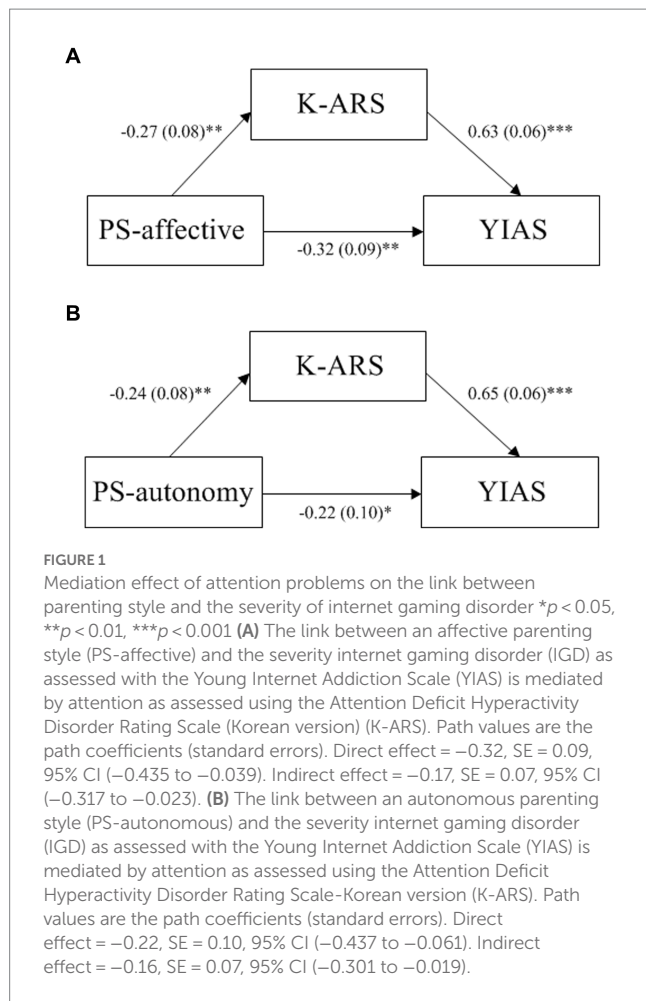 A
K-ARS
-0.27 (0.08)**
0.63 (0.06)***
PS-affective
YIAS
-0.32 (0.09)**
B
K-ARS
-0.24 (0.08)**
0.65 (0.06)***
PS-autonomy
YIAS
-0.22 (0.10)*
FIGURE 1
Mediation effect of attention problems on the link between
parenting style and the severity of internet gaming disorder *p < 0.05,
**p < 0.01, ***p < 0.001 (A) The link between an affective parenting
style (PS-affective) and the severity internet gaming disorder (IGD) as
assessed with the Young Internet Addiction Scale (YIAS) is mediated
by attention as assessed using the Attention Deficit Hyperactivity
Disorder Rating Scale (Korean version) (K-ARS). Path values are the
path coefficients (standard errors). Direct effect = −0.32, SE = 0.09,
95% CI (−0.435 to −0.039). Indirect effect = −0.17, SE = 0.07, 95% CI
(−0.317 to −0.023). (B) The link between an autonomous parenting
style (PS-autonomous) and the severity internet gaming disorder
(IGD) as assessed with the Young Internet Addiction Scale (YIAS) is
mediated by attention as assessed using the Attention Deficit
Hyperactivity Disorder Rating Scale-Korean version (K-ARS). Path
values are the path coefficients (standard errors). Direct
effect = −0.22, SE = 0.10, 95% CI (−0.437 to −0.061). Indirect
effect = −0.16, SE = 0.07, 95% CI (−0.301 to −0.019).